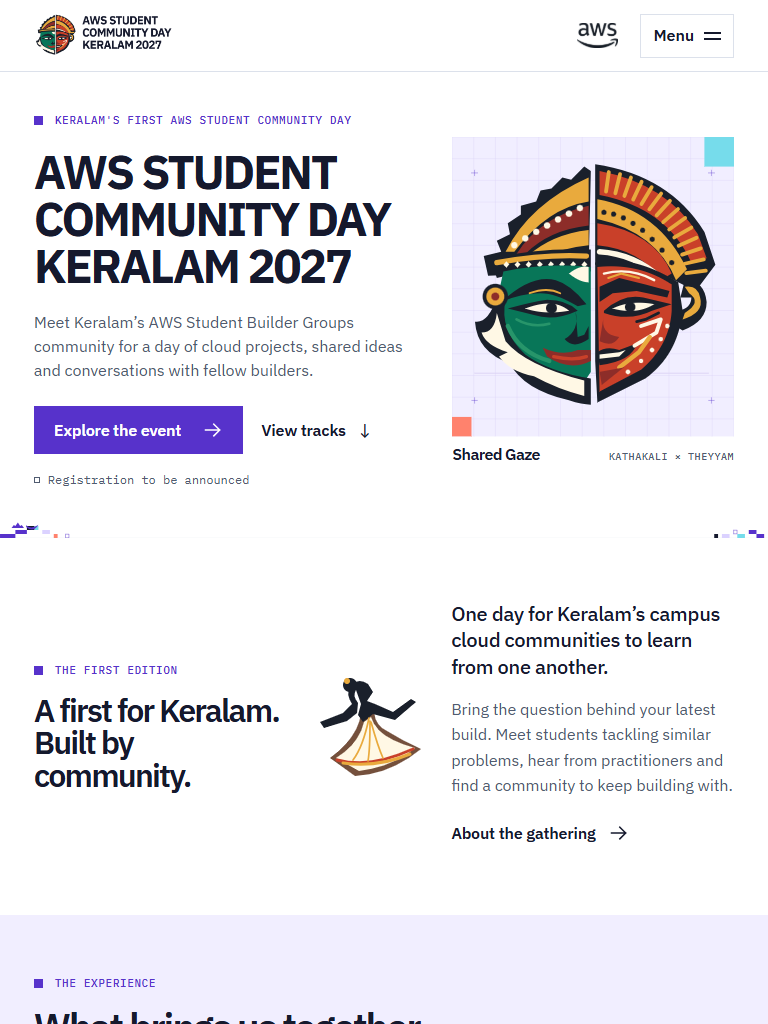 AWS STUDENT
COMMUNITY DAY
KERALAM 2027
aws
Menu
KERALAM'S FIRST AWS STUDENT COMMUNITY DAY
AWS STUDENT
COMMUNITY DAY
KERALAM 2027
Meet Keralam’s AWS Student Builder Groups
community for a day of cloud projects, shared ideas
and conversations with fellow builders.
Explore the event →
View tracks ↓
Registration to be announced
Shared Gaze
KATHAKALI × THEYYAM
THE FIRST EDITION
A first for Keralam.
Built by
community.
One day for Keralam’s campus
cloud communities to learn
from one another.
Bring the question behind your latest
build. Meet students tackling similar
problems, hear from practitioners and
find a community to keep building with.
About the gathering →
THE EXPERIENCE
What brings us together